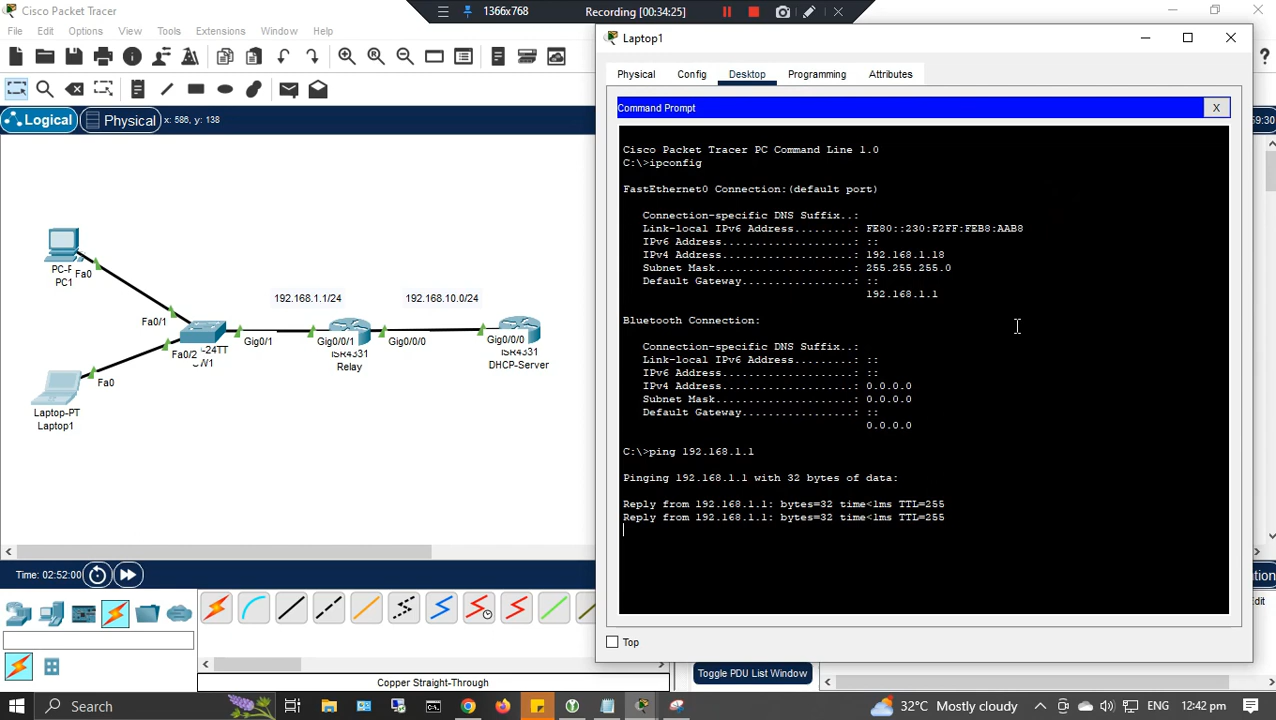 Cisco Packet Tracer
1366x768
Recording [00:34:25]
File Edit Options View Tools Extensions Window Help
Logical
Physical
x: 586, y: 138
:59:30
Laptop1
Physical Config Desktop Programming Attributes
Command Prompt
X
Cisco Packet Tracer PC Command Line 1.0
C:\>ipconfig
FastEthernet0 Connection:(default port)
Connection-specific DNS Suffix..:
Link-local IPv6 Address.........: FE80::230:F2FF:FEB8:AAB8
IPv6 Address....................: ::
IPv4 Address....................: 192.168.1.18
Subnet Mask.....................: 255.255.255.0
Default Gateway.................: ::
192.168.1.1
Bluetooth Connection:
Connection-specific DNS Suffix..:
Link-local IPv6 Address.........: ::
IPv6 Address....................: ::
IPv4 Address....................: 0.0.0.0
Subnet Mask.....................: 0.0.0.0
Default Gateway.................: ::
0.0.0.0
C:\>ping 192.168.1.1
Pinging 192.168.1.1 with 32 bytes of data:
Reply from 192.168.1.1: bytes=32 time<1ms TTL=255
Reply from 192.168.1.1: bytes=32 time<1ms TTL=255
Top
PC1
Fa0
Fa0/1
Fa0/2
Fa0
Laptop-PT
Laptop1
Gig0/1
192.168.1.1/24
Gig0/0/1
ISR4331
Relay
Gig0/0/0
192.168.10.0/24
Gig0/0/0
ISR4331
DHCP-Server
Time: 02:52:00
Copper Straight-Through
Toggle PDU List Window
Search
32°C Mostly cloudy
ENG
12:42 pm